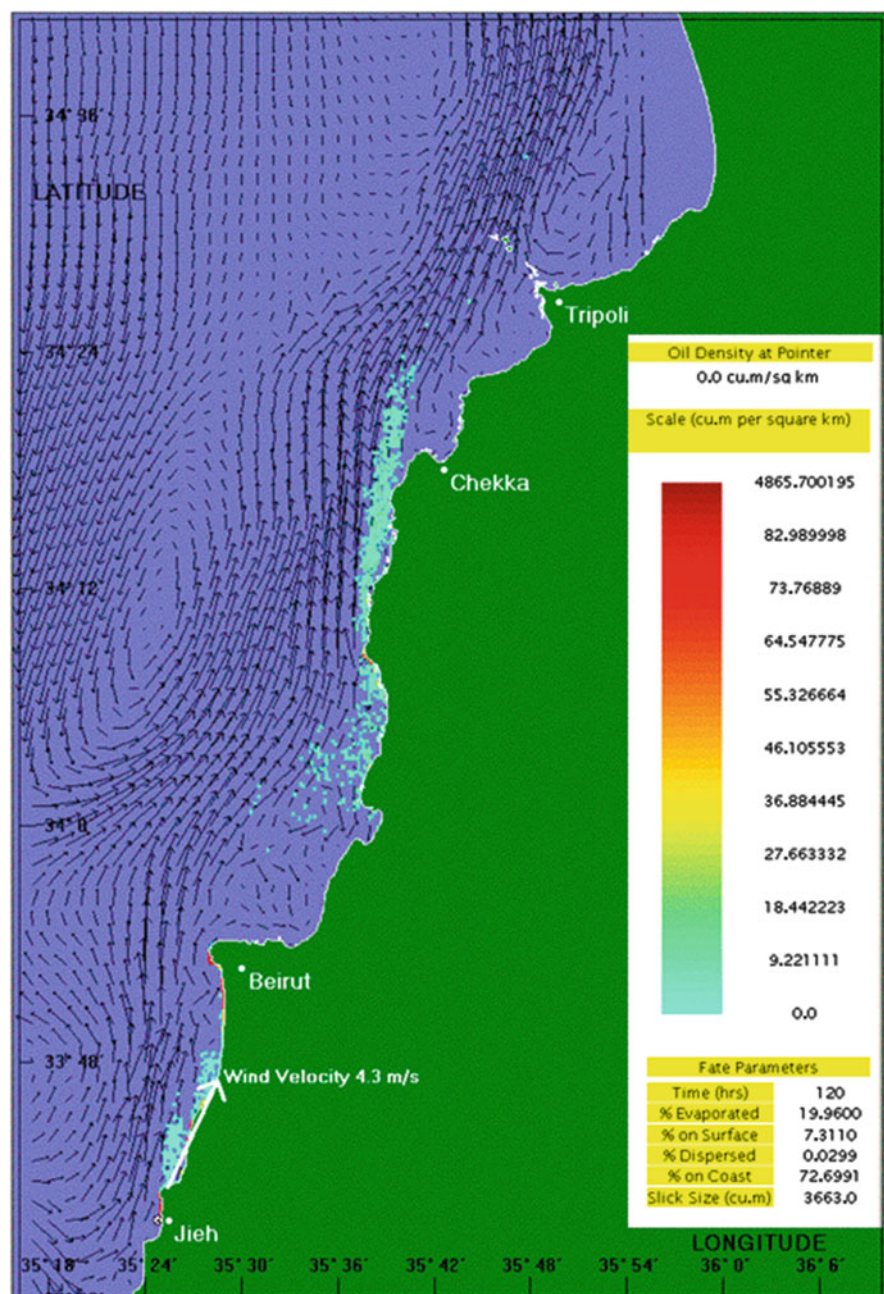 34° 36′
LATITUDE
Tripoli
34° 24′
Chekka
34° 12′
34° 0′
Beirut
33° 48′
Wind Velocity 4.3 m/s
Jieh
Oil Density at Pointer
0.0 cu.m/sq km
Scale (cu.m per square km)
4865.700195
82.989998
73.76889
64.547775
55.326664
46.105553
36.884445
27.663332
18.442223
9.221111
0.0
Fate Parameters
Time (hrs) 120
% Evaporated 19.9600
% on Surface 7.3110
% Dispersed 0.0299
% on Coast 72.6991
Slick Size (cu.m) 3663.0
LONGITUDE
35° 18′ 35° 24′ 35° 30′ 35° 36′ 35° 42′ 35° 48′ 35° 54′ 36° 0′ 36° 6′